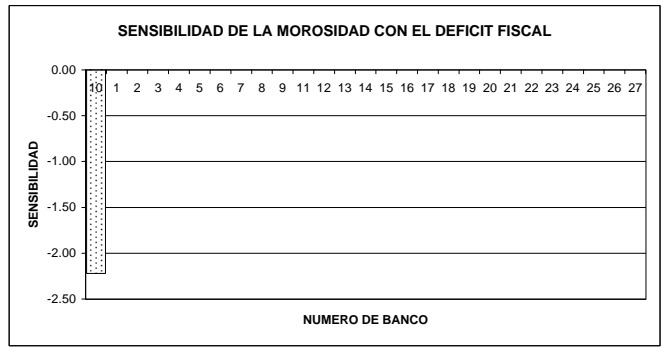 SENSIBILIDAD DE LA MOROSIDAD CON EL DEFICIT FISCAL
0.00
10 1 2 3 4 5 6 7 8 9 11 12 13 14 15 16 17 18 19 20 21 22 23 24 25 26 27
-0.50
-1.00
-1.50
-2.00
-2.50
SENSIBILIDAD
NUMERO DE BANCO